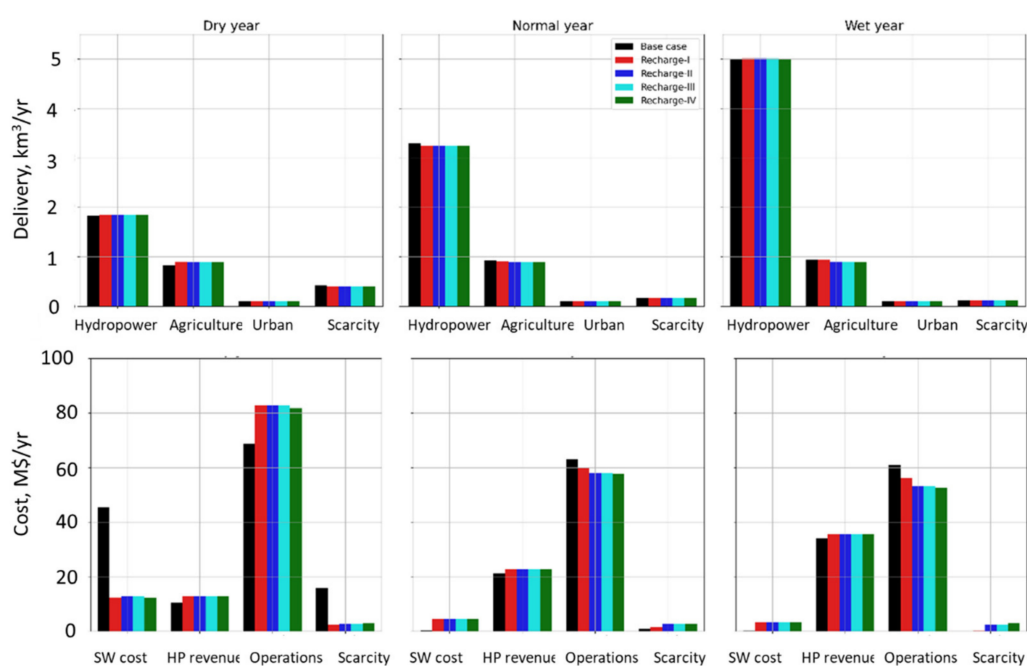 Dry year
Normal year
Wet year
Delivery, km³/yr
5
4
3
2
1
0
Base case
Recharge-I
Recharge-II
Recharge-III
Recharge-IV
Hydropower Agriculture Urban Scarcity
Hydropower Agriculture Urban Scarcity
Hydropower Agriculture Urban Scarcity
Cost, M$/yr
100
80
60
40
20
0
SW cost HP revenue Operations Scarcity
SW cost HP revenue Operations Scarcity
SW cost HP revenue Operations Scarcity